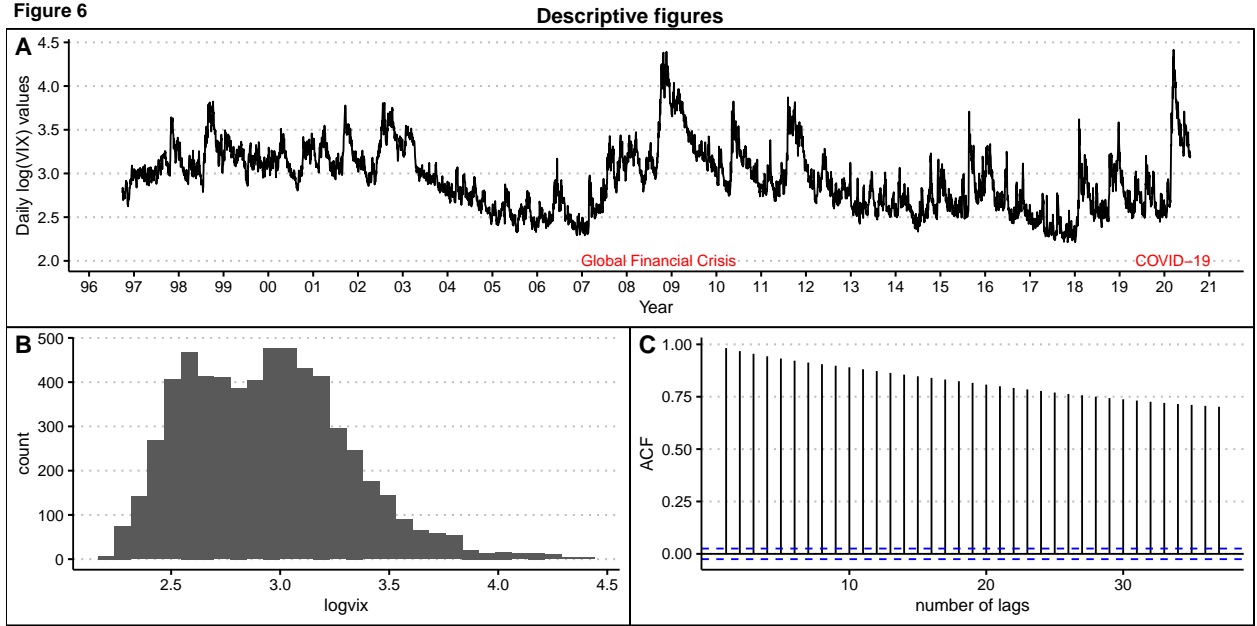 Figure 6
Descriptive figures
A
Daily log(VIX) values
4.5
4.0
3.5
3.0
2.5
2.0
Global Financial Crisis
COVID−19
96 97 98 99 00 01 02 03 04 05 06 07 08 09 10 11 12 13 14 15 16 17 18 19 20 21
Year
B
count
500
400
300
200
100
0
2.5 3.0 3.5 4.0 4.5
logvix
C
ACF
1.00
0.75
0.50
0.25
0.00
10 20 30
number of lags